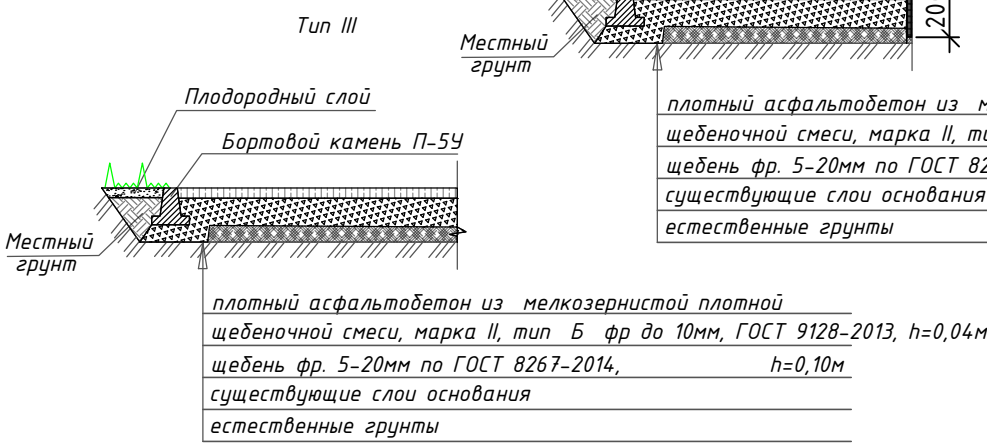 Тип III
20
Местный
грунт
плотный асфальтобетон из
щебеночной смеси, марка II,
щебень фр. 5-20мм по ГОСТ
существующие слои основания
естественные грунты
Плодородный слой
Бортовой камень П-5У
Местный
грунт
плотный асфальтобетон из мелкозернистой плотной
щебеночной смеси, марка II, тип Б фр до 10мм, ГОСТ 9128-2013, h=0,04м
щебень фр. 5-20мм по ГОСТ 8267-2014, h=0,10м
существующие слои основания
естественные грунты